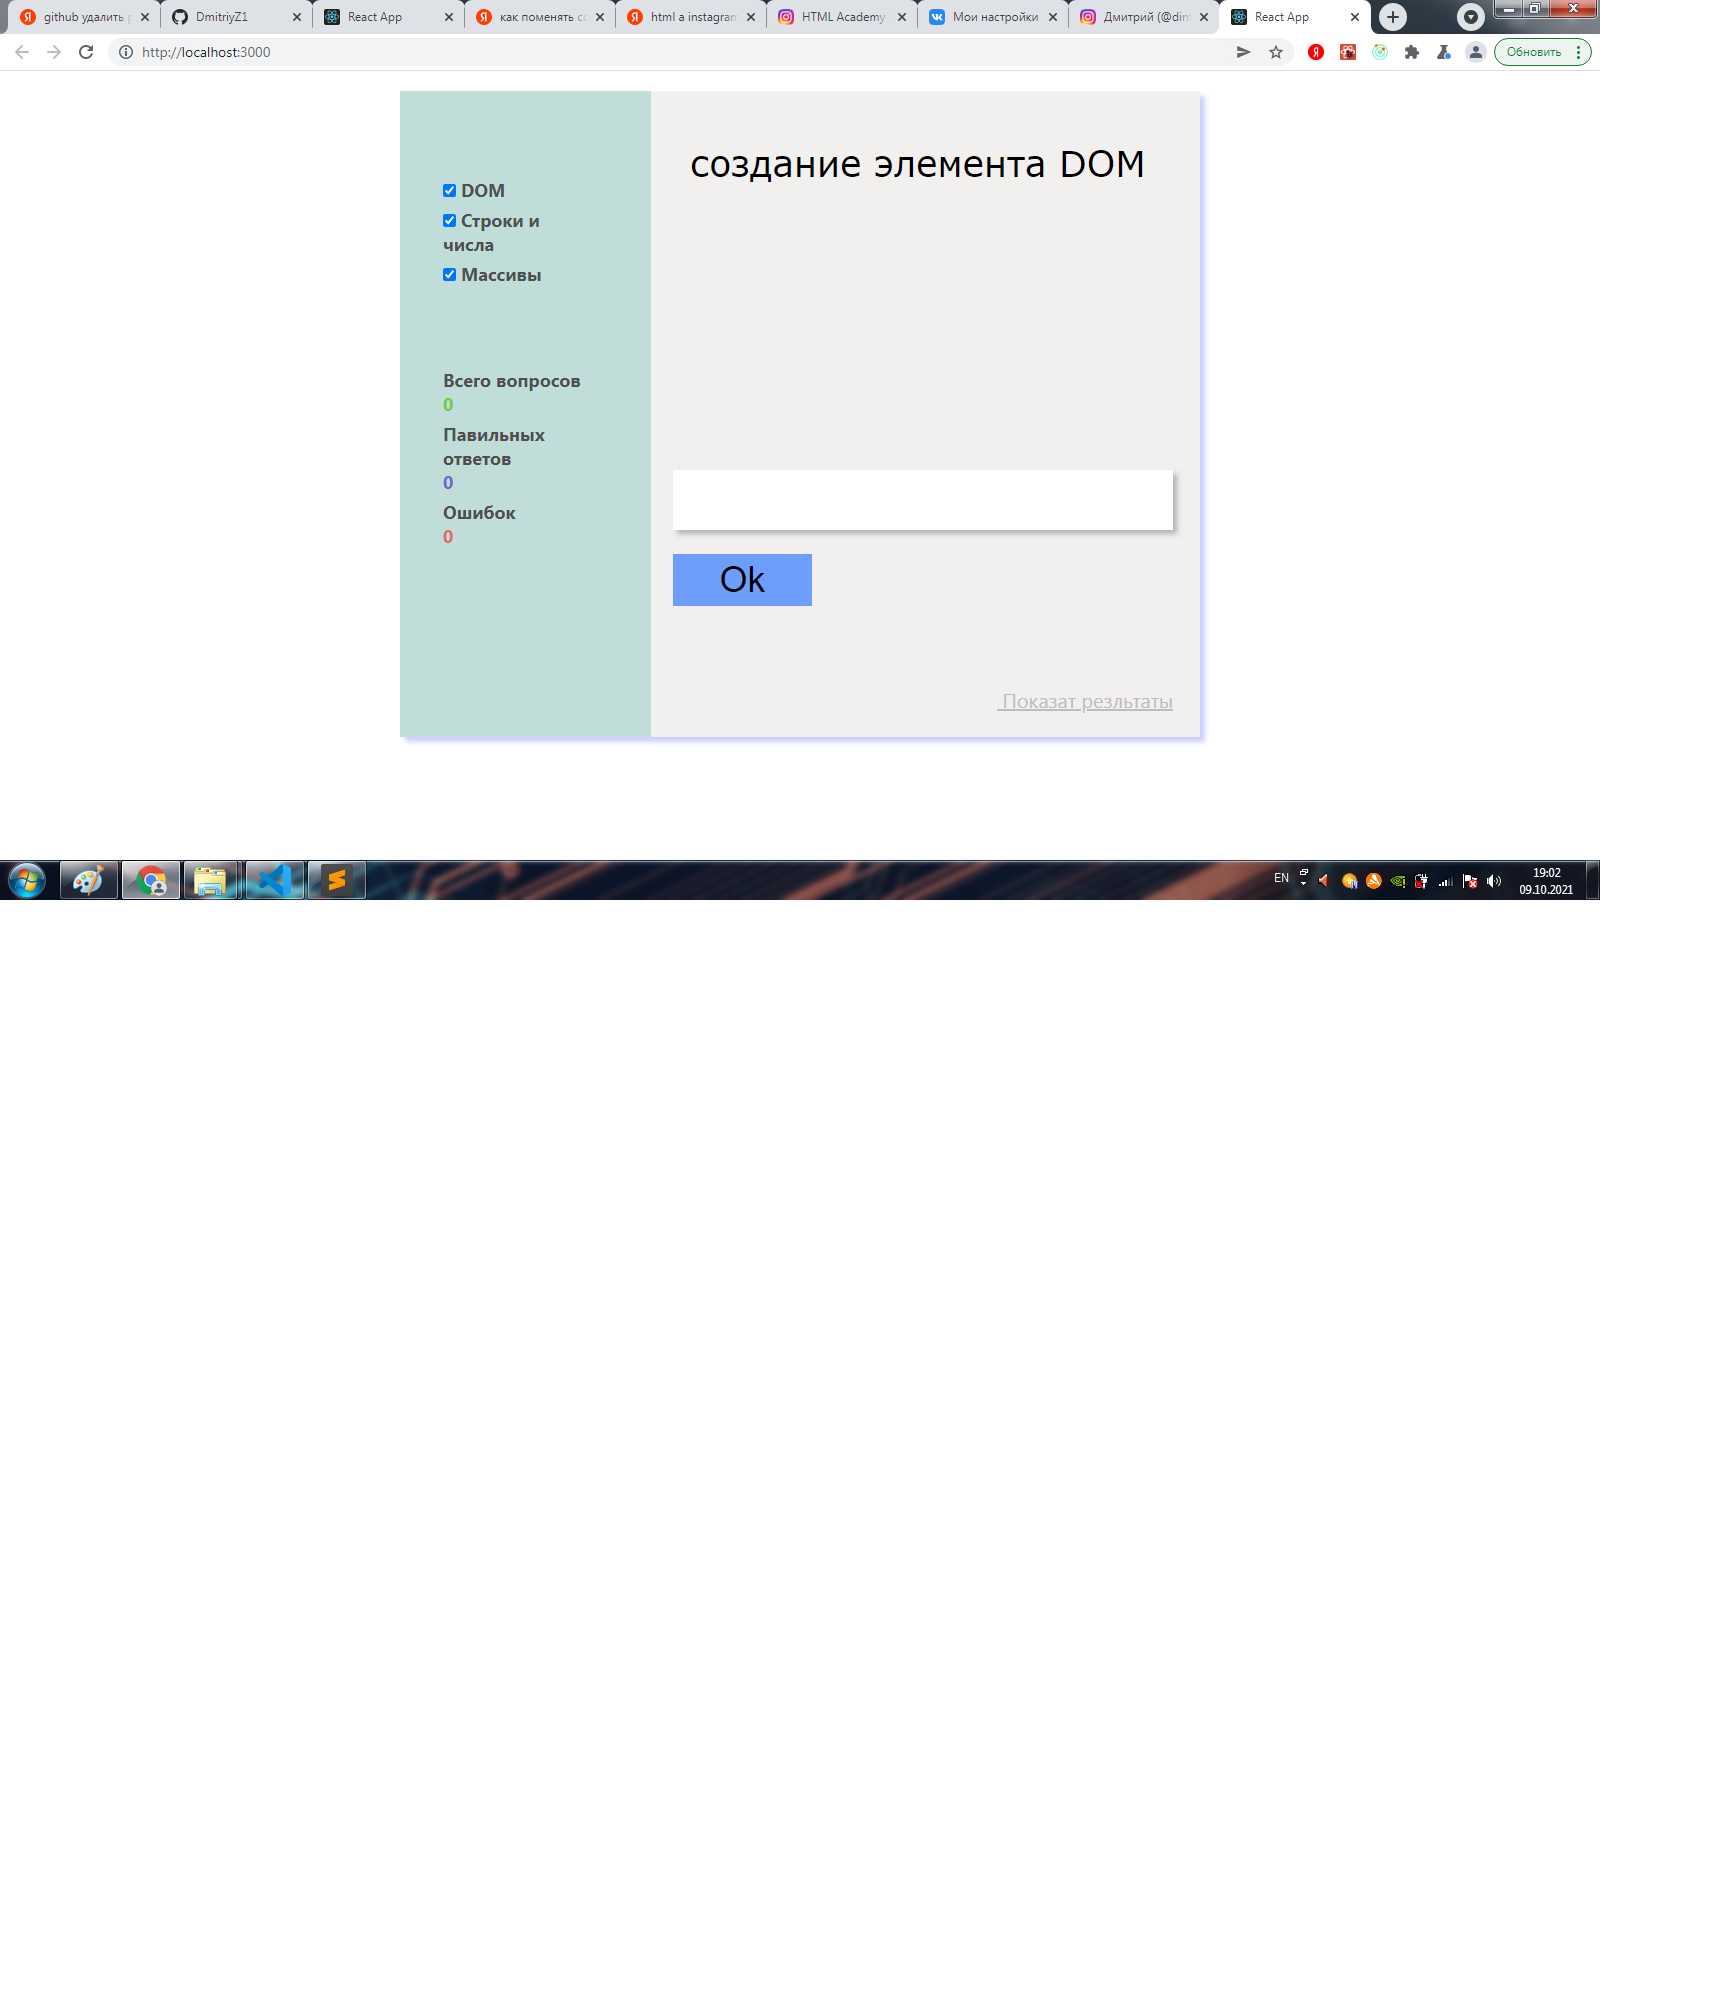 github удалить
DmitriyZ1
React App
как поменять
html a instagram
HTML Academy
Мои настройки
Дмитрий (@dim
React App
http://localhost:3000
Обновить
создание элемента DOM
DOM
Строки и
числа
Массивы
Всего вопросов
0
Павильных
ответов
0
Ошибок
0
Ok
Показат резльтаты
EN
19:02
09.10.2021